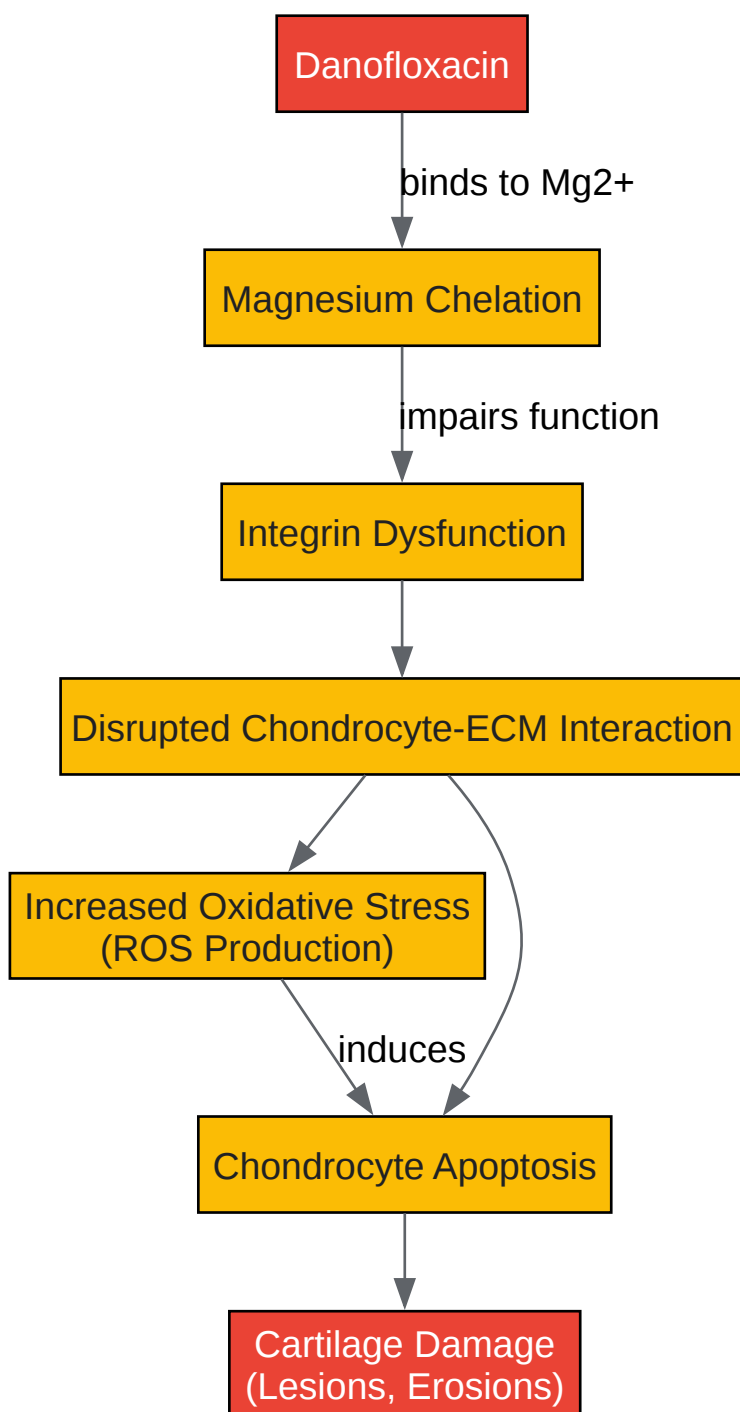 Danofloxacin
binds to Mg2+
Magnesium Chelation
impairs function
Integrin Dysfunction
Disrupted Chondrocyte-ECM Interaction
Increased Oxidative Stress
(ROS Production)
induces
Chondrocyte Apoptosis
Cartilage Damage
(Lesions, Erosions)